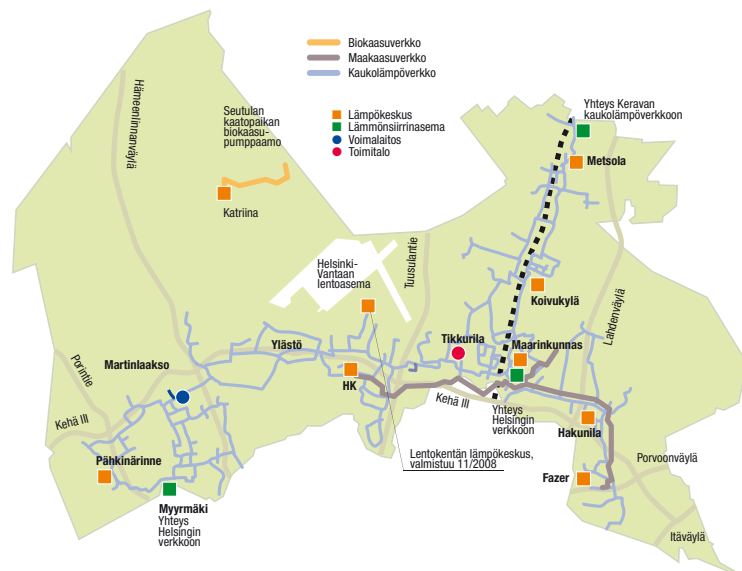 Biokaasuverkko
Maakaasuverkko
Kaukolämpöverkko
Lämpökeskus
Lämmönsiirrinasema
Voimalaitos
Toimitalo
Hämeenlinnanväylä
Seutulan
kaatopaikan
biokaasu-
pumppaamo
Katriina
Yhteys Keravan
kaukolämpöverkkoon
Metsola
Helsinki-
Vantaan
lentoasema
Tuusulantie
Koivukylä
Lahdenväylä
Ylästö
Tikkurila
Maarinkunnas
Martinlaakso
Porintie
HK
Kehä III
Kehä III
Yhteys
Helsingin
verkkoon
Hakunila
Lentokentän lämpökeskus,
valmistuu 11/2008
Pähkinärinne
Porvoonväylä
Fazer
Myyrmäki
Yhteys
Helsingin
verkkoon
Itäväylä